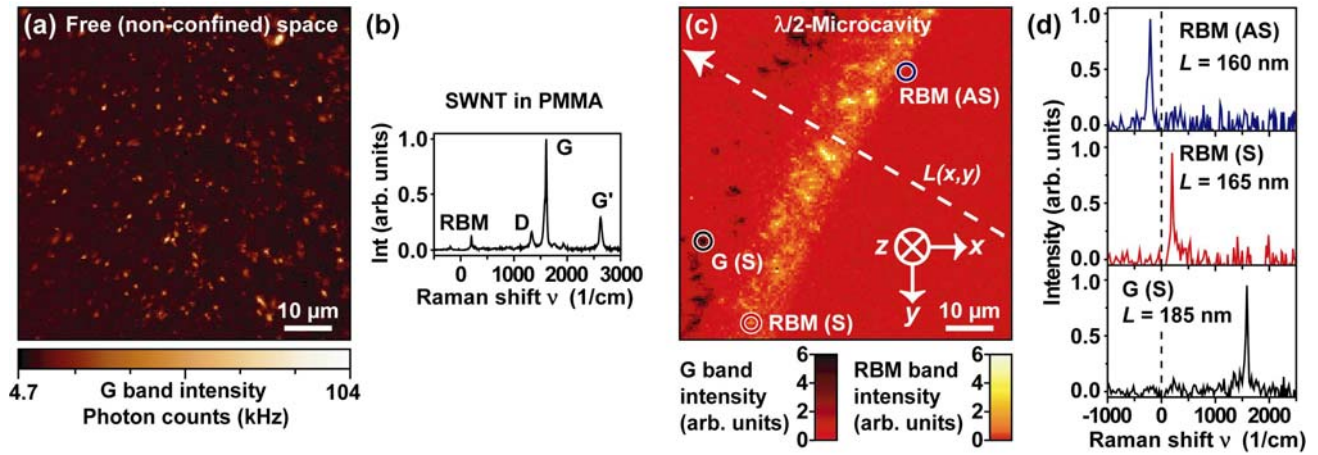 (a) Free (non-confined) space
10 µm
4.7
104
G band intensity
Photon counts (kHz)
(b)
SWNT in PMMA
Int (arb. units)
1.0
0.5
0.0
RBM
D
G
G'
0
1000
2000
3000
Raman shift ν (1/cm)
(c)
λ/2-Microcavity
RBM (AS)
L(x,y)
G (S)
z
x
y
RBM (S)
10 µm
G band
intensity
(arb. units)
6
4
2
0
RBM band
intensity
(arb. units)
6
4
2
0
(d)
Intensity (arb. units)
1.0
0.5
0.0
RBM (AS)
L = 160 nm
1.0
0.5
0.0
RBM (S)
L = 165 nm
1.0
0.5
0.0
G (S)
L = 185 nm
-1000
0
1000
2000
Raman shift ν (1/cm)